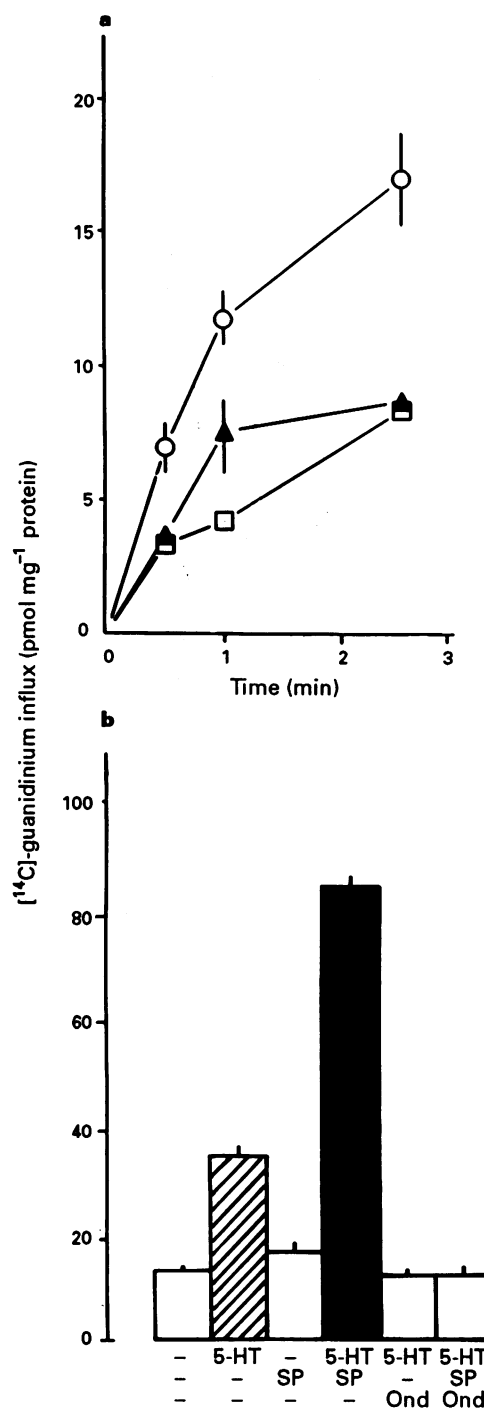 a
[¹⁴C]-guanidinium influx (pmol mg⁻¹ protein)
20
15
10
5
0
0 1 2 3
Time (min)
b
100
80
60
40
20
0
– 5-HT – 5-HT 5-HT 5-HT
– – SP SP – SP
– – – – Ond Ond